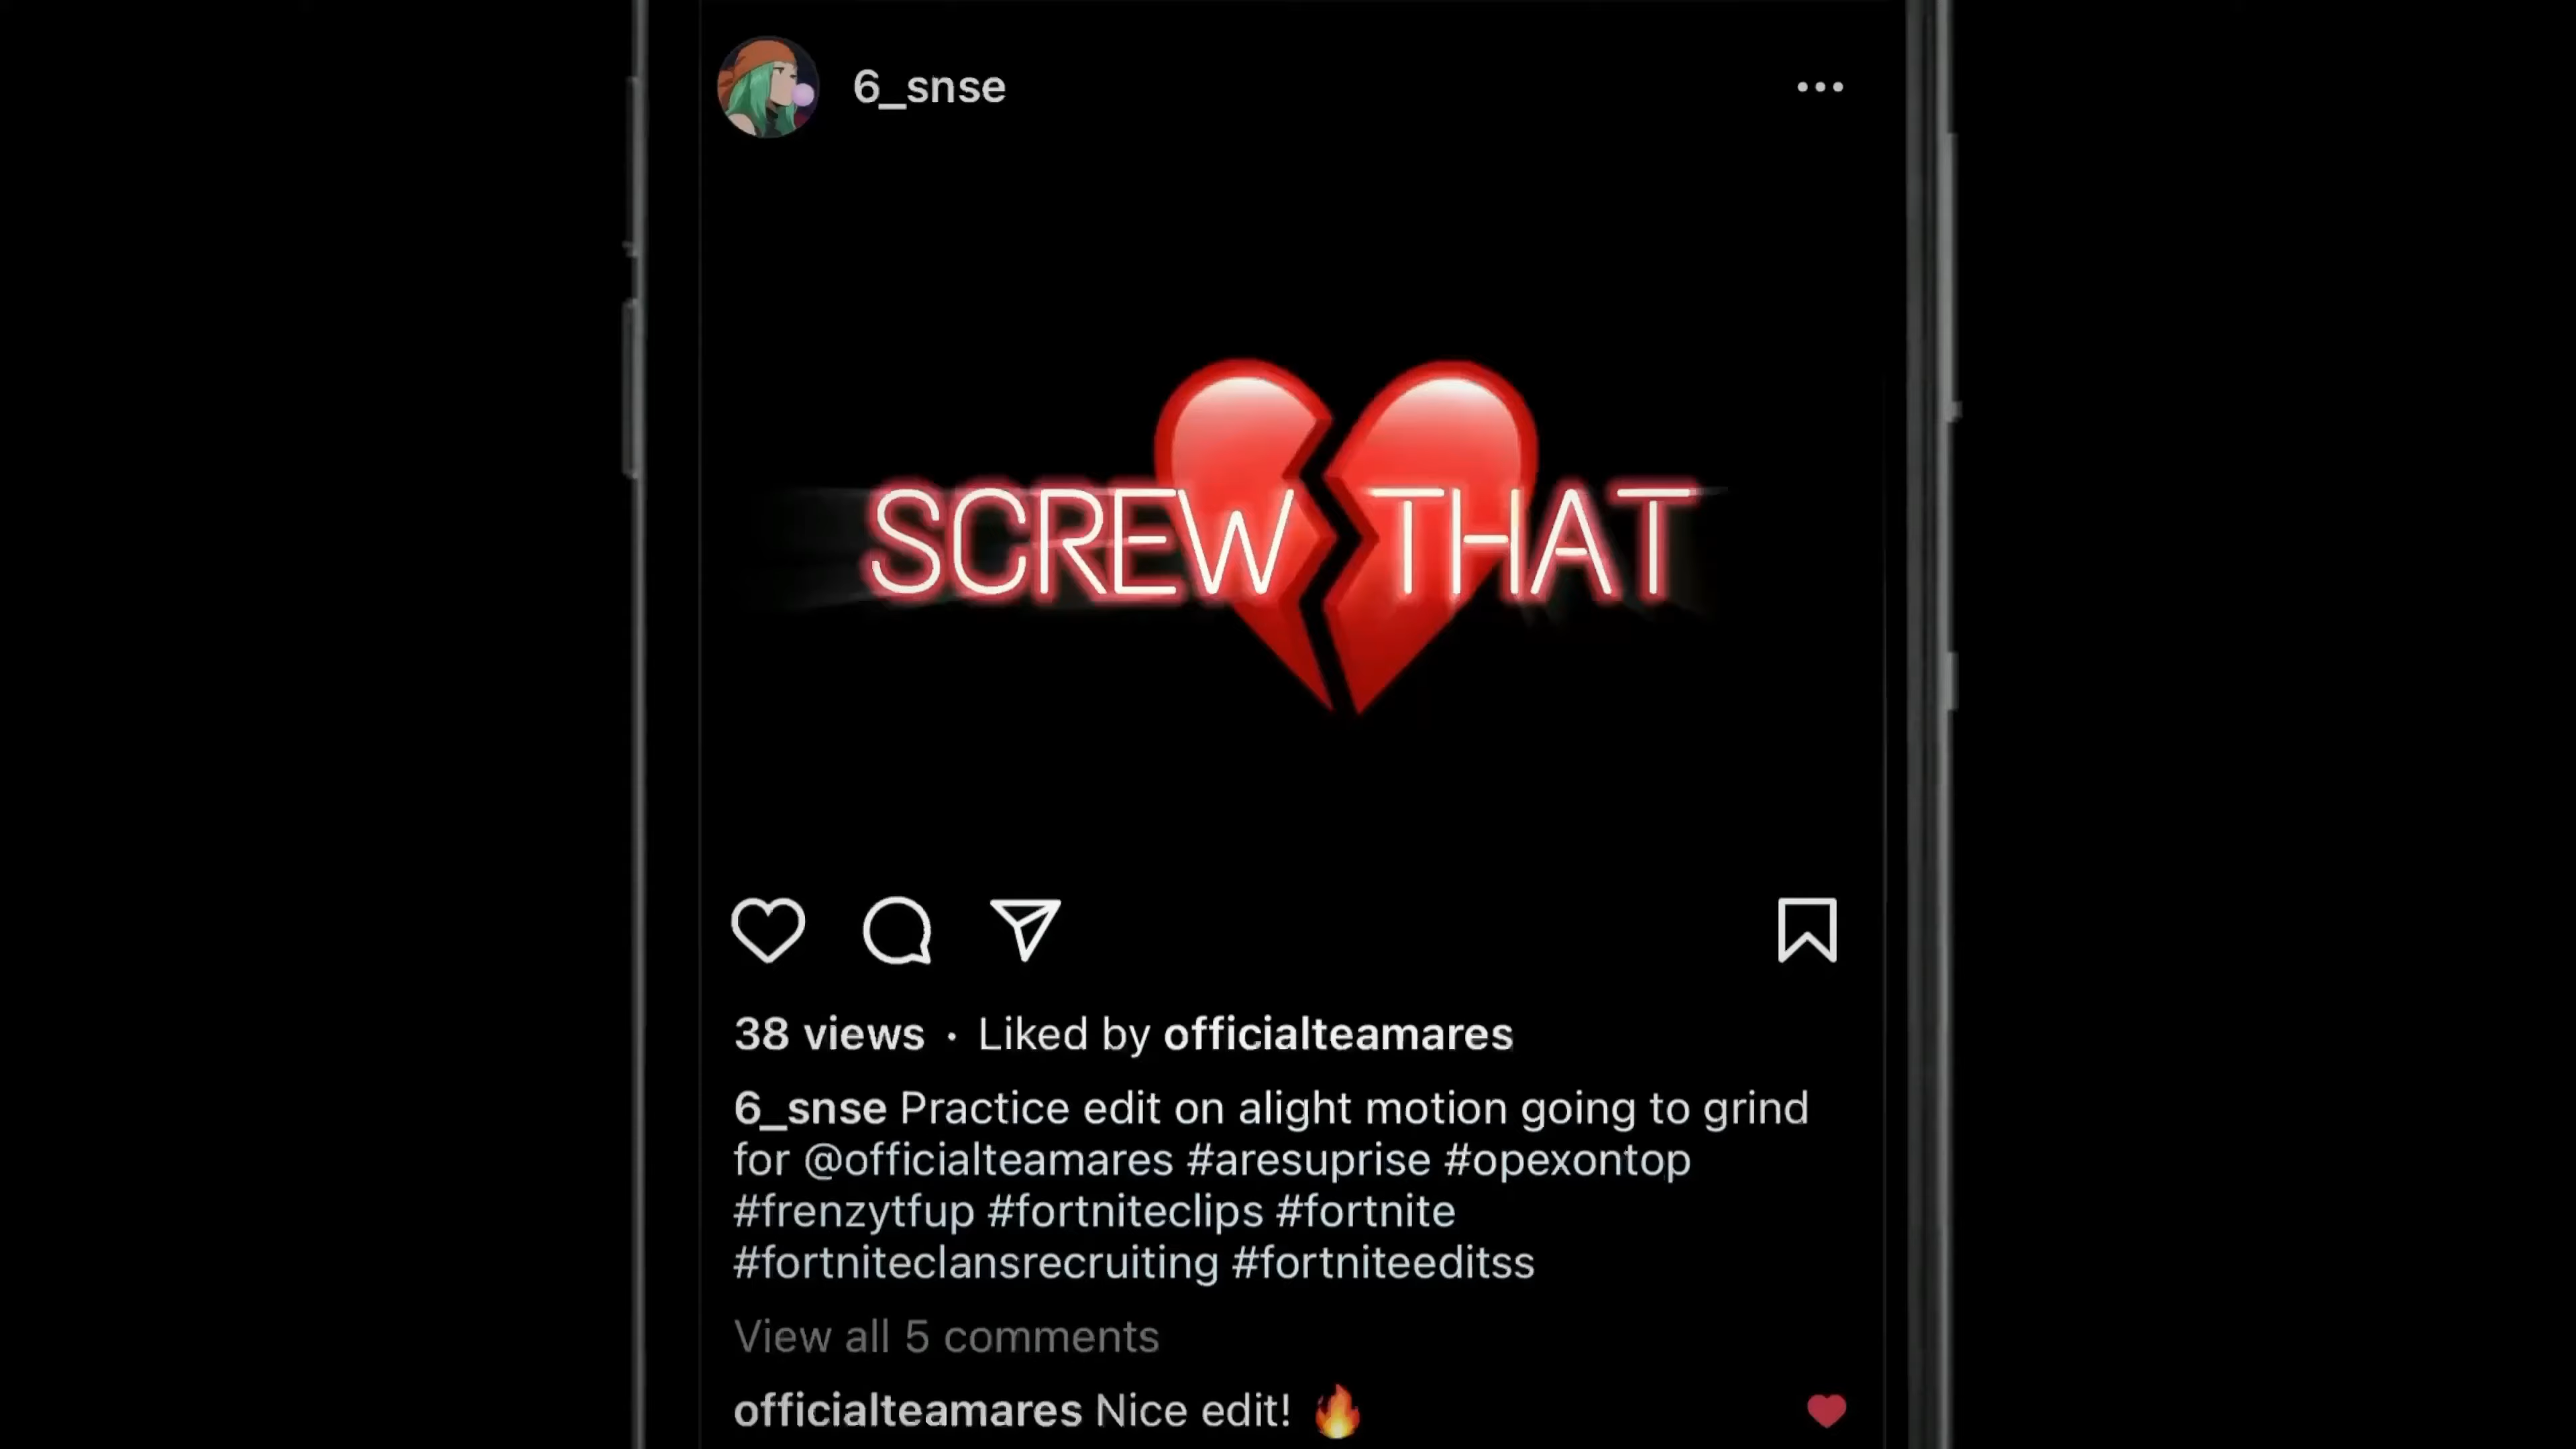 6_snse
SCREW THAT
38 views · Liked by officialteamares
6_snse Practice edit on alight motion going to grind
for @officialteamares #aresuprise #opexontop
#frenzytfup #fortniteclips #fortnite
#fortniteclansrecruiting #fortniteeditss
View all 5 comments
officialteamares Nice edit! 🔥